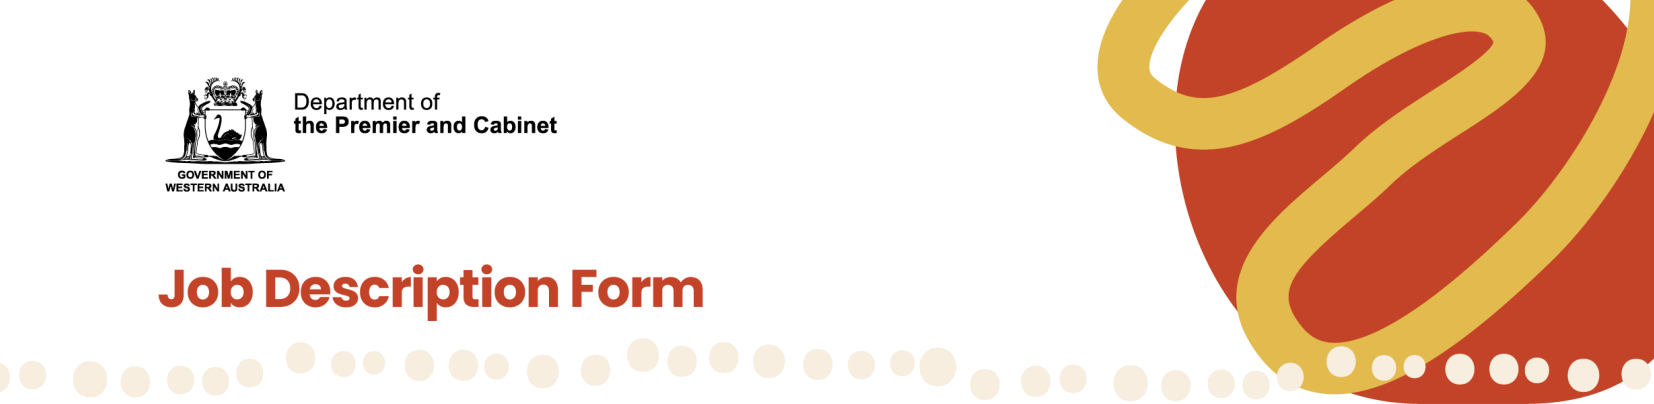 Department of
the Premier and Cabinet
GOVERNMENT OF
WESTERN AUSTRALIA
Job Description Form